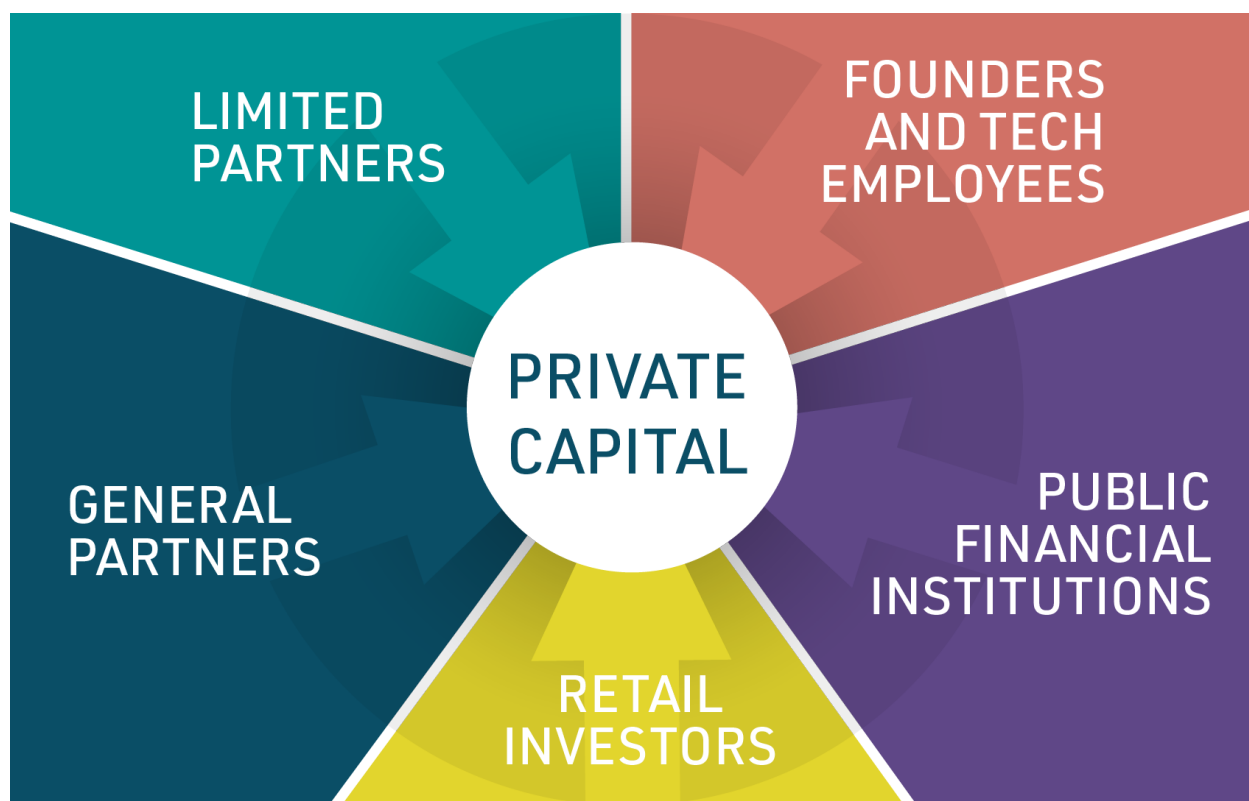 LIMITED
PARTNERS
FOUNDERS
AND TECH
EMPLOYEES
PRIVATE
CAPITAL
GENERAL
PARTNERS
PUBLIC
FINANCIAL
INSTITUTIONS
RETAIL
INVESTORS